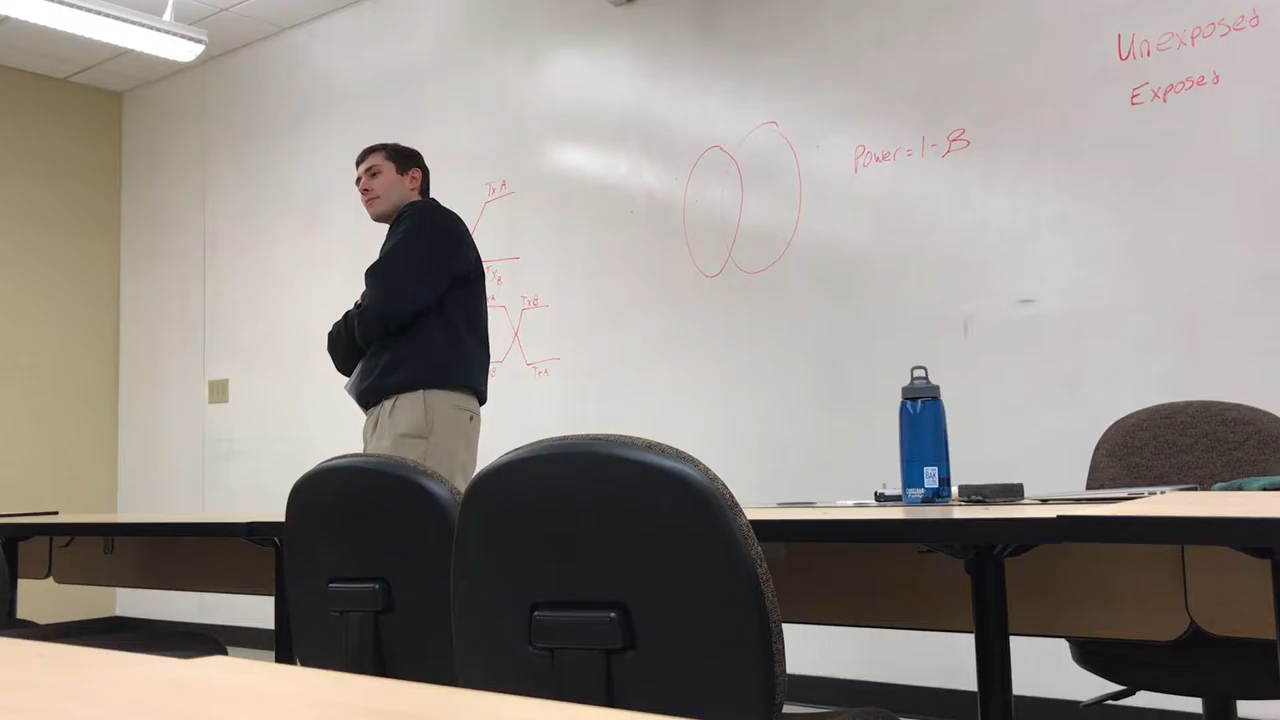 Unexposed
Exposed
Power = 1 - B
Tx A
Tx B
Tx B
Tx A